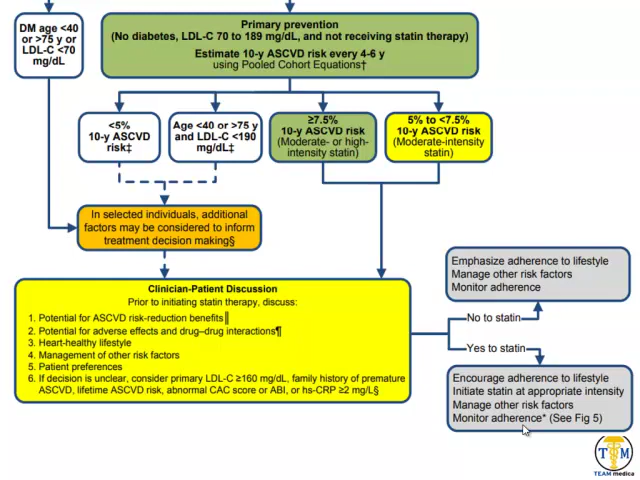 DM age <40
or >75 y or
LDL-C <70
mg/dL
Primary prevention
(No diabetes, LDL-C 70 to 189 mg/dL, and not receiving statin therapy)
Estimate 10-y ASCVD risk every 4-6 y
using Pooled Cohort Equations†
<5%
10-y ASCVD
risk‡
Age <40 or >75 y
and LDL-C <190
mg/dL‡
≥7.5%
10-y ASCVD risk
(Moderate- or high-
intensity statin)
5% to <7.5%
10-y ASCVD risk
(Moderate-intensity
statin)
In selected individuals, additional
factors may be considered to inform
treatment decision making§
Clinician-Patient Discussion
Prior to initiating statin therapy, discuss:
1. Potential for ASCVD risk-reduction benefits‖
2. Potential for adverse effects and drug–drug interactions¶
3. Heart-healthy lifestyle
4. Management of other risk factors
5. Patient preferences
6. If decision is unclear, consider primary LDL-C ≥160 mg/dL, family history of premature
ASCVD, lifetime ASCVD risk, abnormal CAC score or ABI, or hs-CRP ≥2 mg/L§
Emphasize adherence to lifestyle
Manage other risk factors
Monitor adherence
No to statin
Yes to statin
Encourage adherence to lifestyle
Initiate statin at appropriate intensity
Manage other risk factors
Monitor adherence* (See Fig 5)
T M
TEAM medica